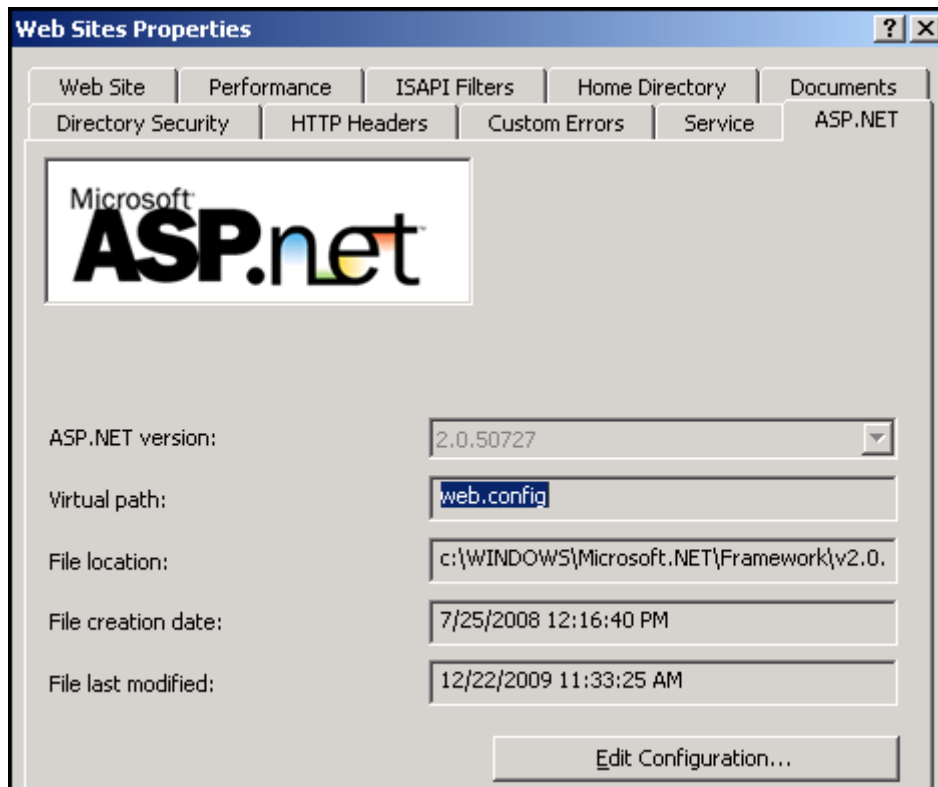 Web Sites Properties
Web Site Performance ISAPI Filters Home Directory Documents
Directory Security HTTP Headers Custom Errors Service ASP.NET
Microsoft
ASP.net
ASP.NET version: 2.0.50727
Virtual path: web.config
File location: c:\WINDOWS\Microsoft.NET\Framework\v2.0.
File creation date: 7/25/2008 12:16:40 PM
File last modified: 12/22/2009 11:33:25 AM
Edit Configuration...